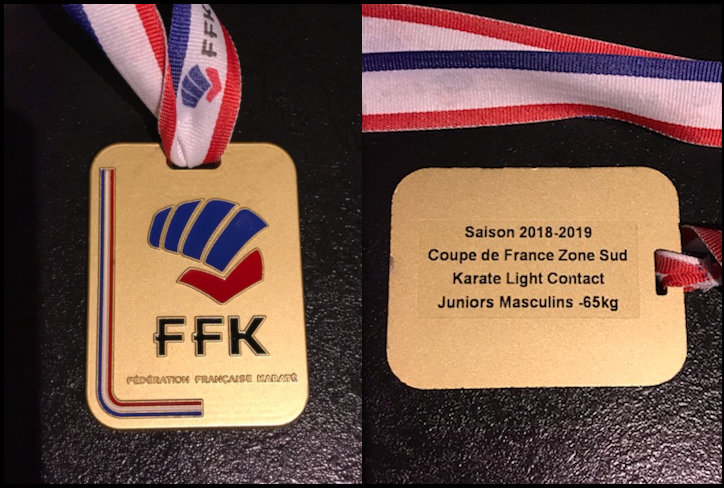 FFK
FFK
FÉDÉRATION FRANÇAISE KARATÉ
Saison 2018-2019
Coupe de France Zone Sud
Karate Light Contact
Juniors Masculins -65kg